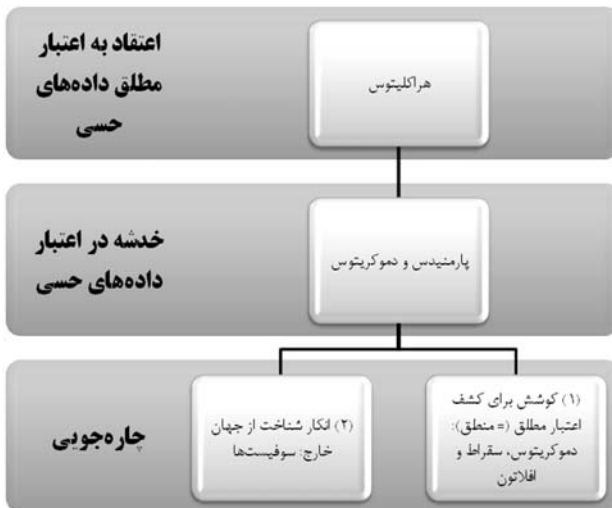 اعتقاد به اعتبار
مطلق داده‌های
حسی
هراکلیتوس
خدشه در اعتبار
داده‌های حسی
پارمنیدس و دموکریتوس
چاره‌جویی
(۱) کوشش برای کشف
اعتبار مطلق (= منطق):
دموکریتوس، سقراط و
افلاتون
(۲) انکار شناخت از جهان
خارج: سوفیست‌ها